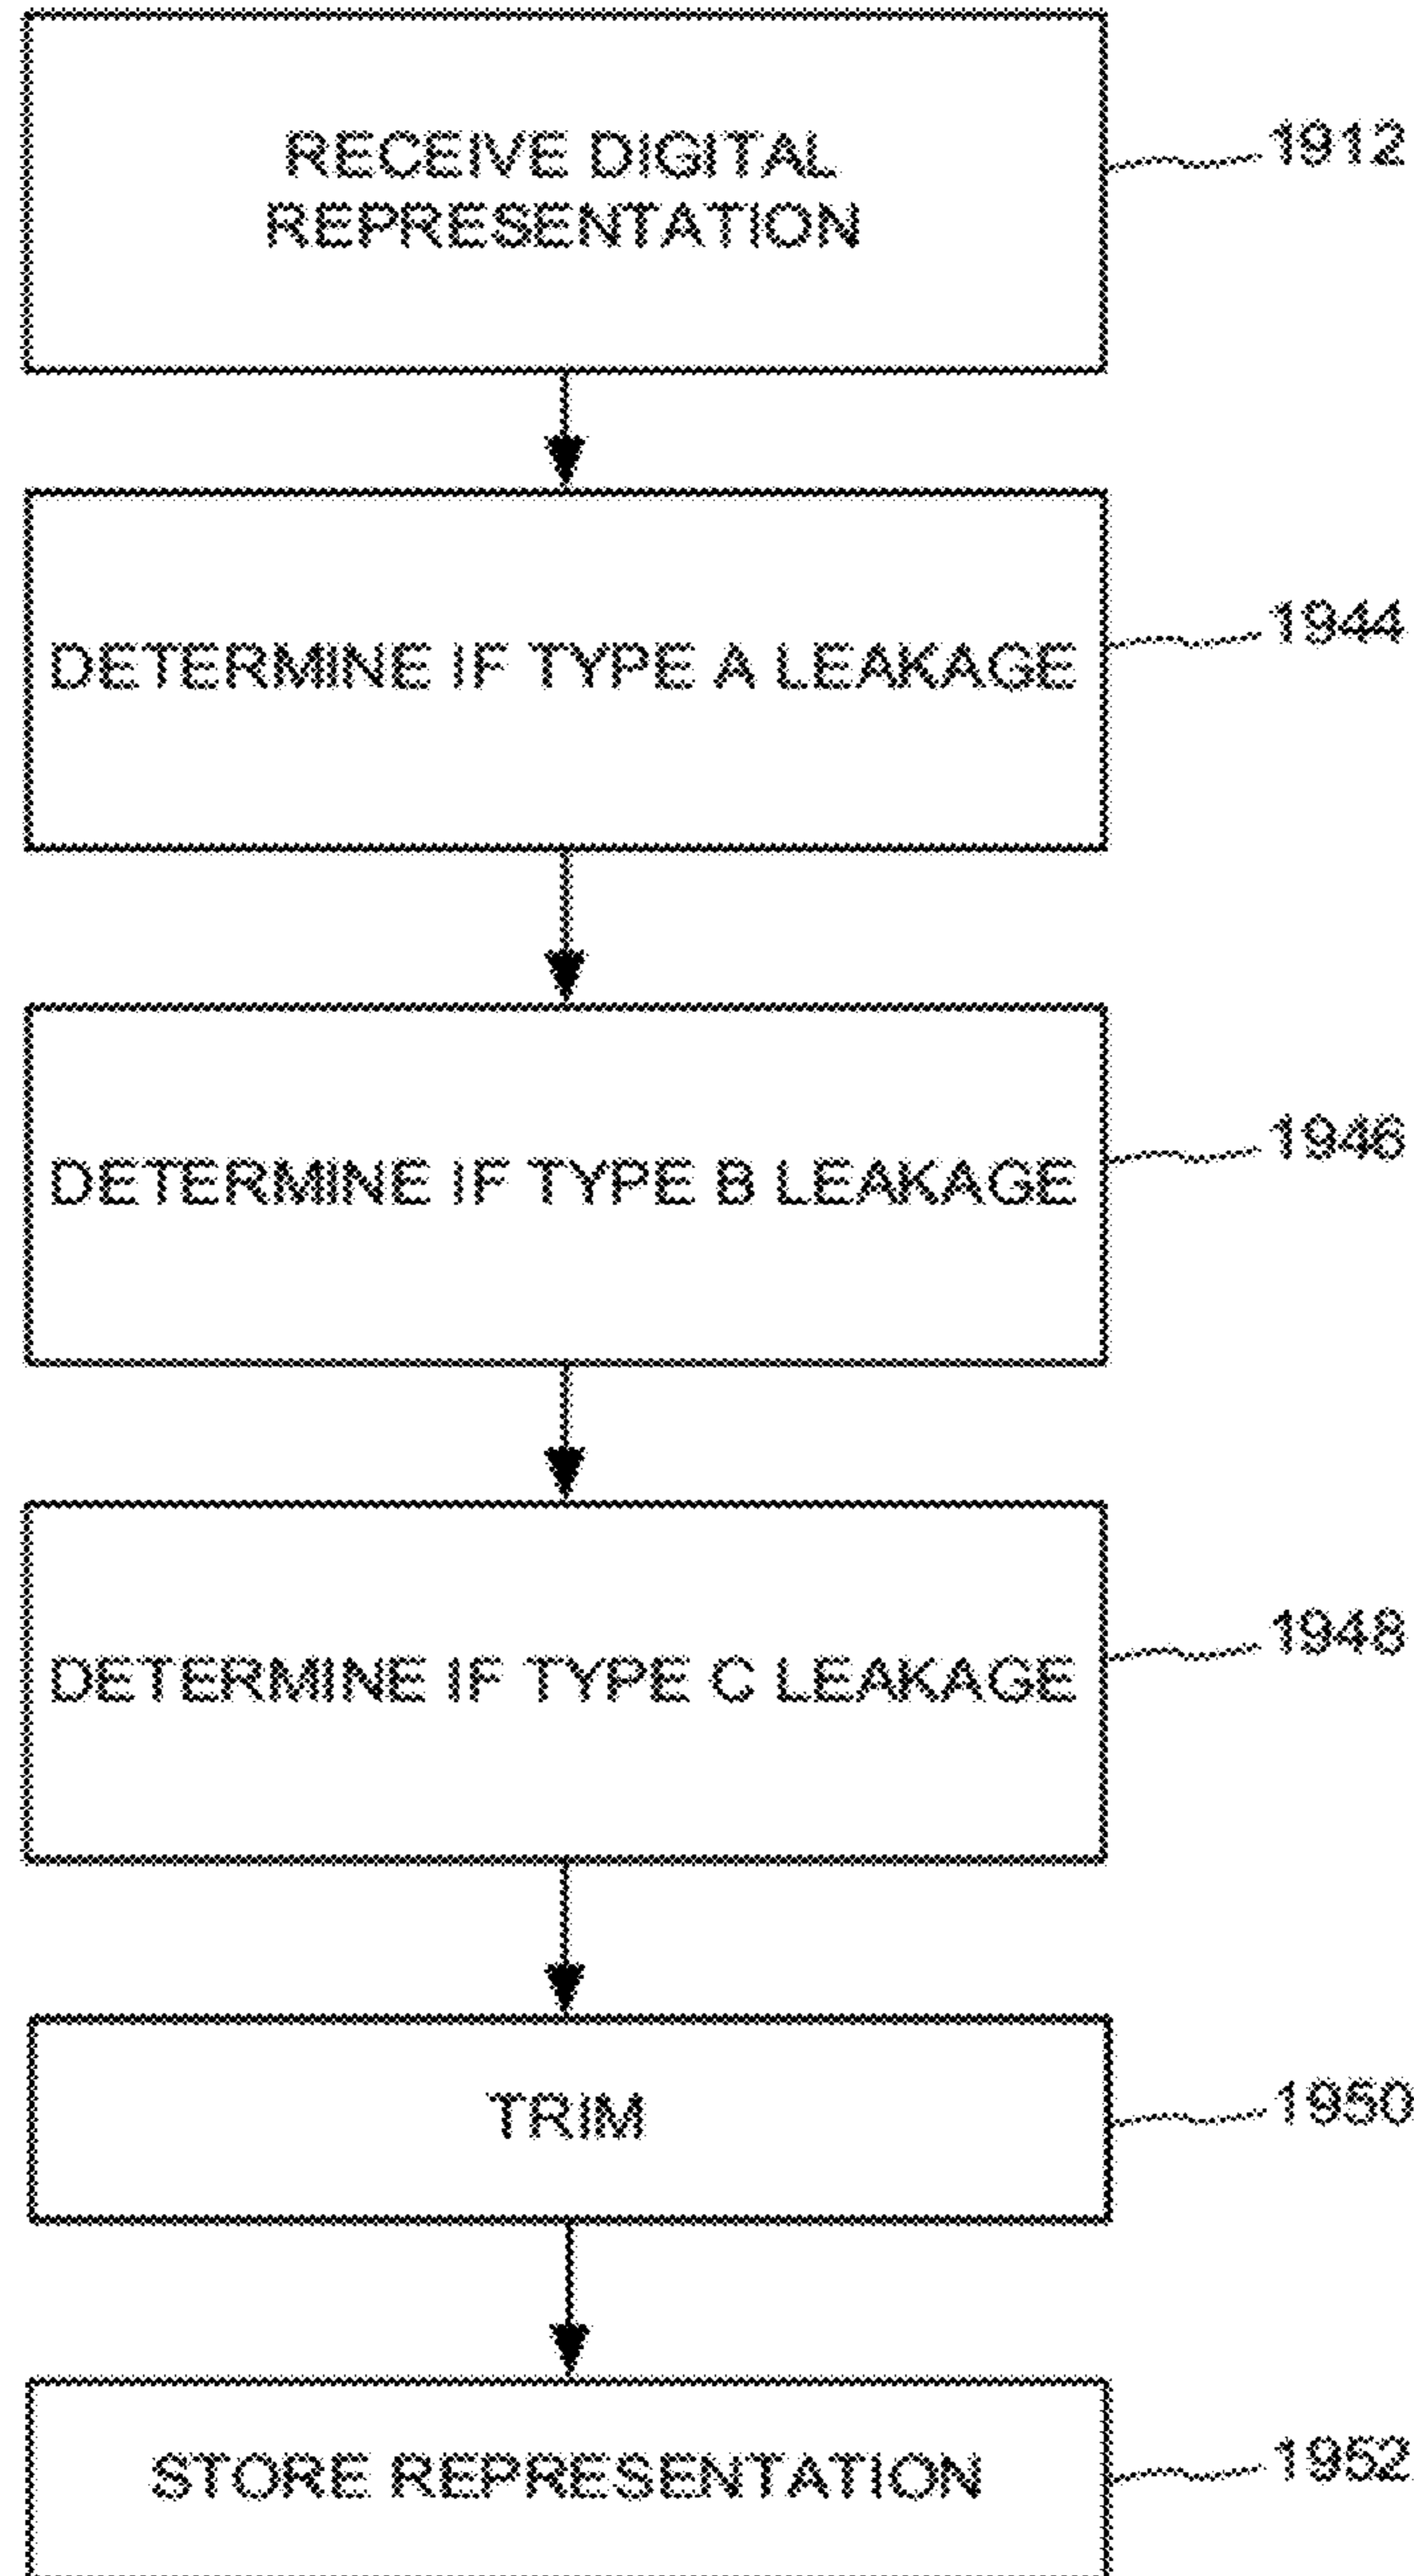 RECEIVE DIGITAL
REPRESENTATION
1912
DETERMINE IF TYPE A LEAKAGE
1944
DETERMINE IF TYPE B LEAKAGE
1946
DETERMINE IF TYPE C LEAKAGE
1948
TRIM
1950
STORE REPRESENTATION
1952